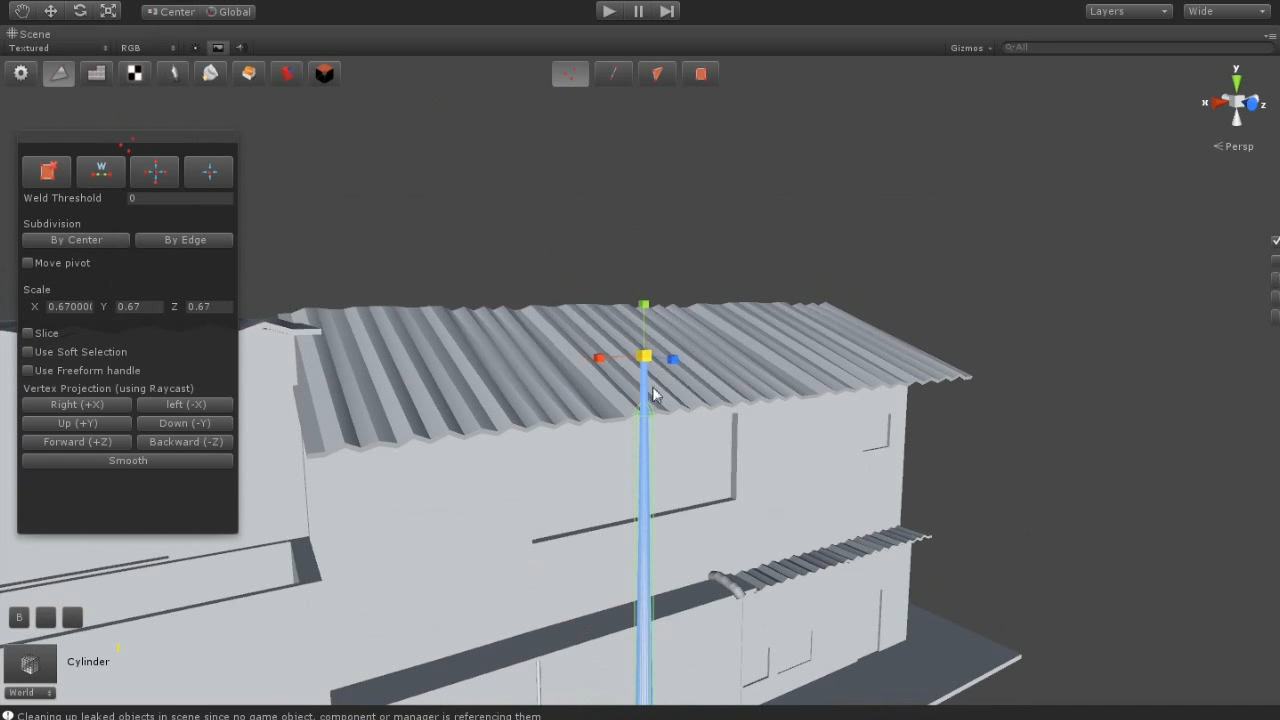 Center Global Layers Wide
Scene
Textured RGB Gizmos All
y
x z
Persp
W
Weld Threshold 0
Subdivision
By Center By Edge
Move pivot
Scale
X 0.670000 Y 0.67 Z 0.67
Slice
Use Soft Selection
Use Freeform handle
Vertex Projection (using Raycast)
Right (+X) left (-X)
Up (+Y) Down (-Y)
Forward (+Z) Backward (-Z)
Smooth
B
Cylinder
World
Cleaning up leaked objects in scene since no game object, component or manager is referencing them